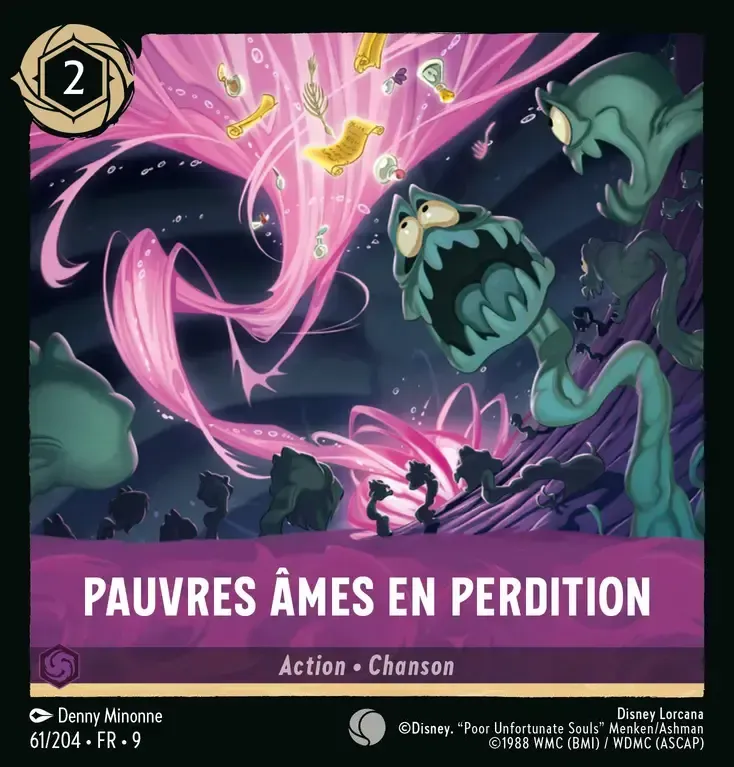 2
PAUVRES ÂMES EN PERDITION
Action • Chanson
Denny Minonne
61/204 • FR • 9
Disney Lorcana
©Disney. “Poor Unfortunate Souls” Menken/Ashman
©1988 WMC (BMI) / WDMC (ASCAP)